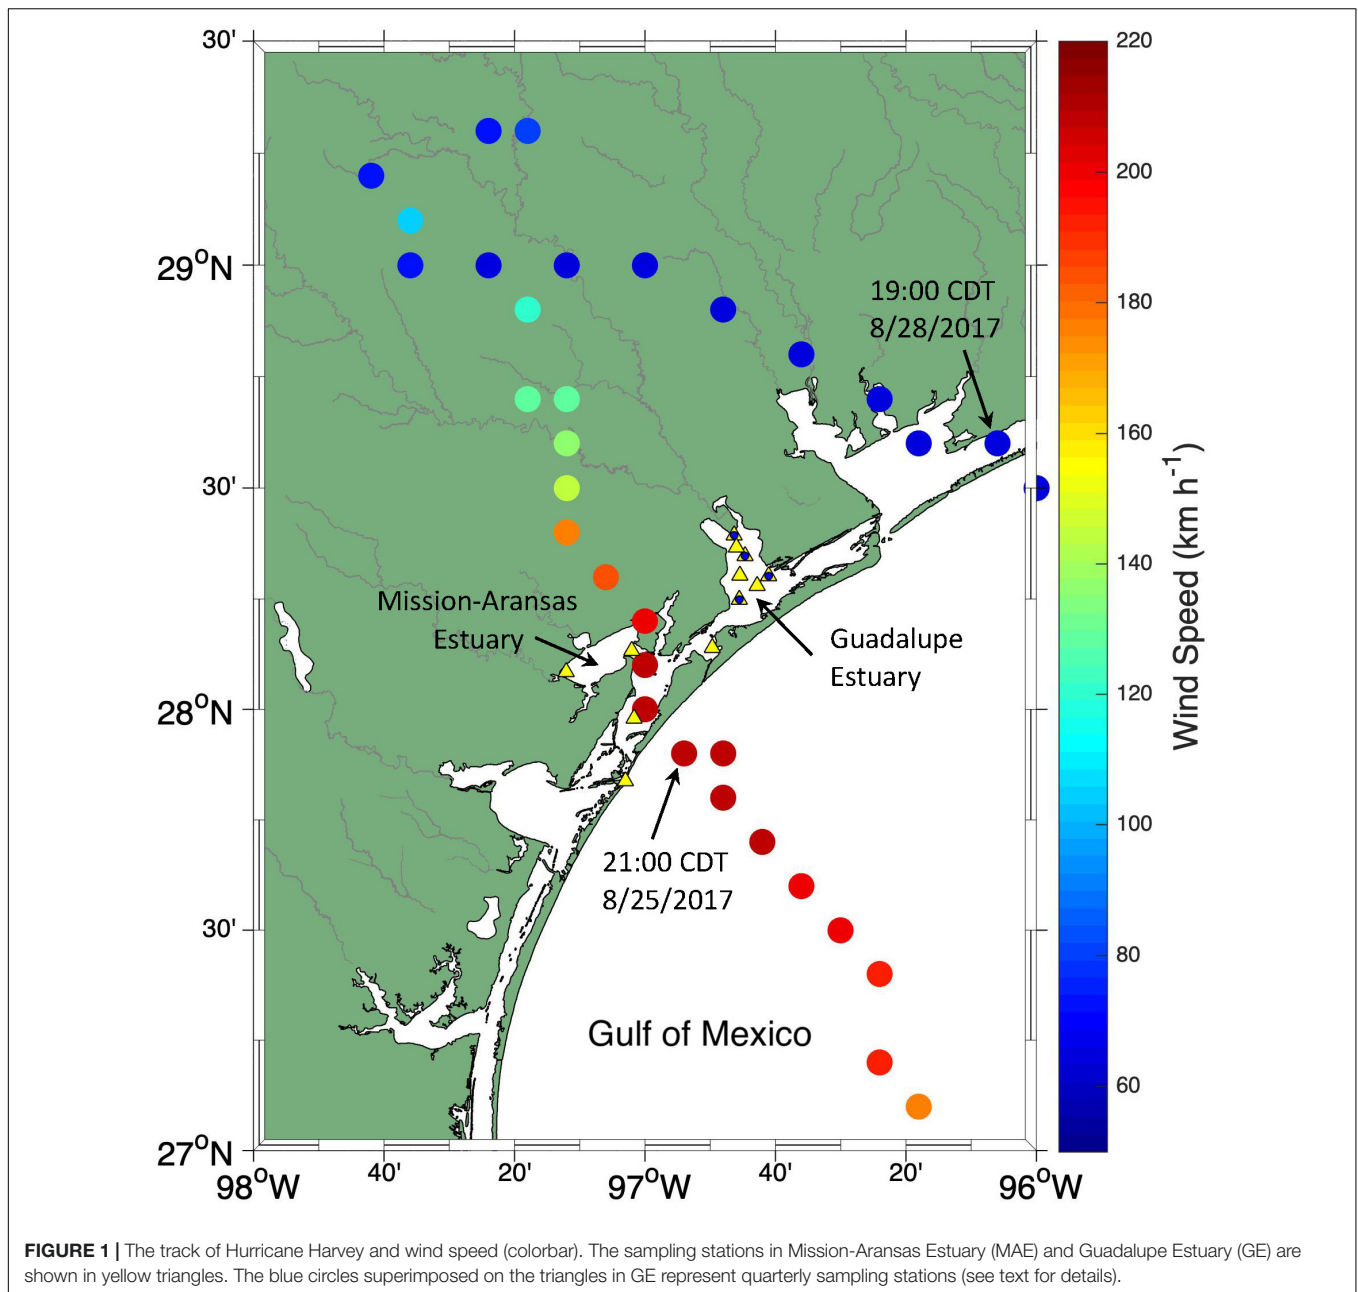 30'
29°N
30'
28°N
30'
27°N
98°W
40'
20'
97°W
40'
20'
96°W
19:00 CDT
8/28/2017
Mission-Aransas
Estuary
Guadalupe
Estuary
21:00 CDT
8/25/2017
Gulf of Mexico
220
200
180
160
140
120
100
80
60
Wind Speed (km h⁻¹)
FIGURE 1 | The track of Hurricane Harvey and wind speed (colorbar). The sampling stations in Mission-Aransas Estuary (MAE) and Guadalupe Estuary (GE) are
shown in yellow triangles. The blue circles superimposed on the triangles in GE represent quarterly sampling stations (see text for details).